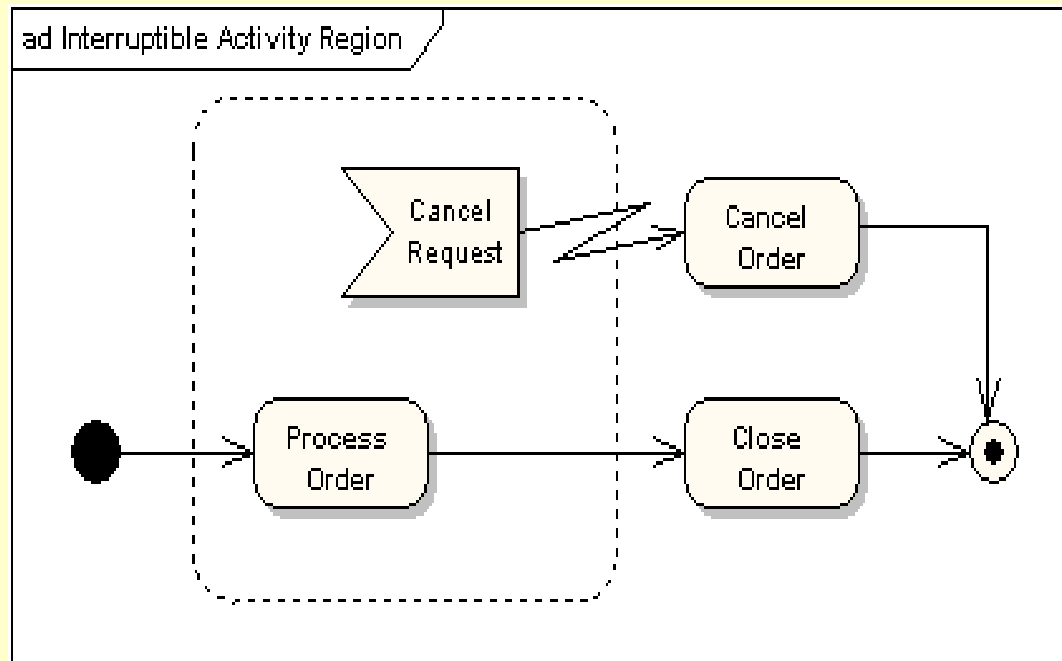 ad Interruptible Activity Region
Cancel
Request
Cancel
Order
Process
Order
Close
Order